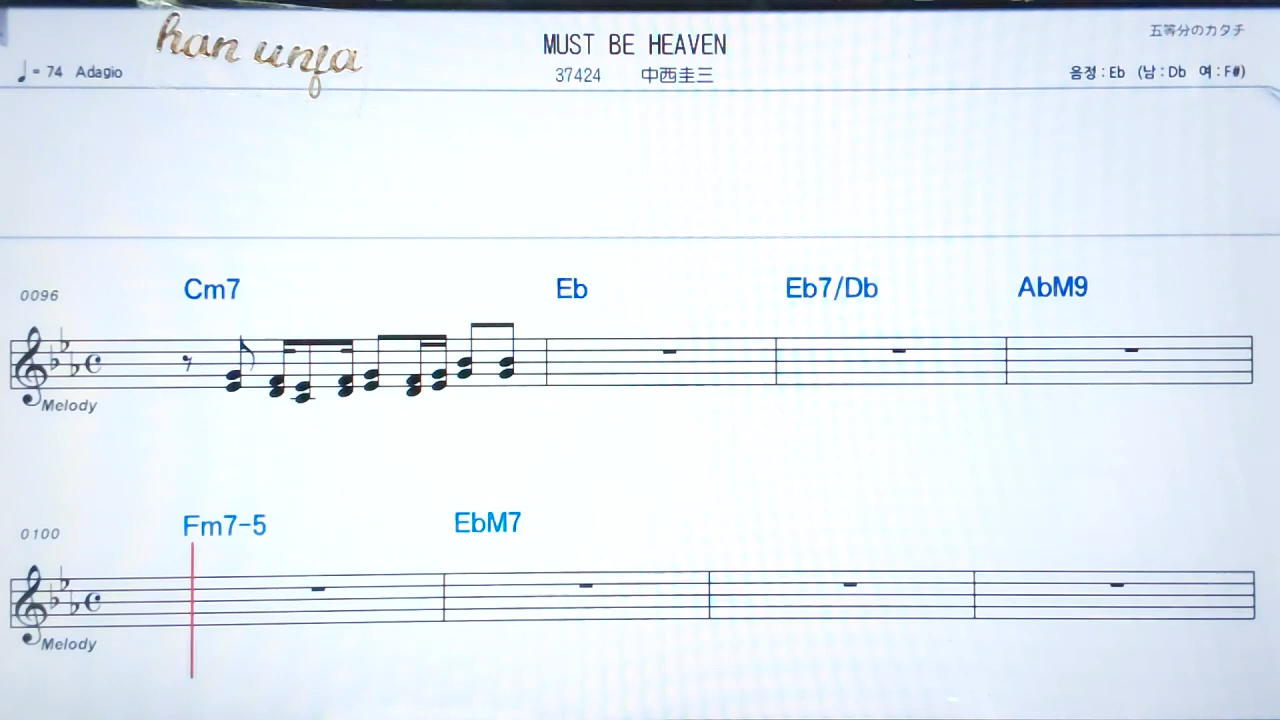 han unfa
MUST BE HEAVEN
五等分のカタチ
♩= 74 Adagio
37424 中西圭三
음정 : Eb (남 : Db 여 : F#)
0096 Cm7 Eb Eb7/Db AbM9
Melody
0100 Fm7-5 EbM7
Melody